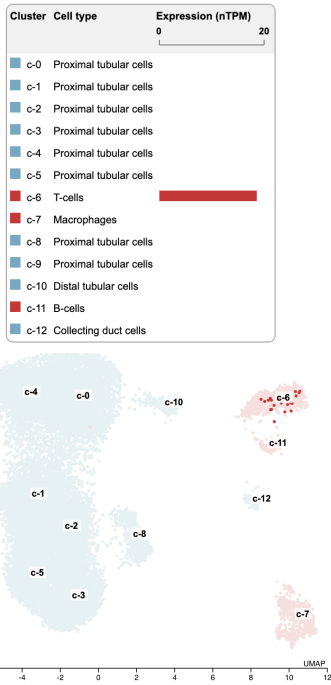 Cluster Cell type Expression (nTPM)
0 20
c-0 Proximal tubular cells
c-1 Proximal tubular cells
c-2 Proximal tubular cells
c-3 Proximal tubular cells
c-4 Proximal tubular cells
c-5 Proximal tubular cells
c-6 T-cells
c-7 Macrophages
c-8 Proximal tubular cells
c-9 Proximal tubular cells
c-10 Distal tubular cells
c-11 B-cells
c-12 Collecting duct cells
c-4 c-0 c-10 c-6
c-11
c-1 c-12
c-2 c-8
c-5
c-3
c-7
UMAP
-4 -2 0 2 4 6 8 10 12